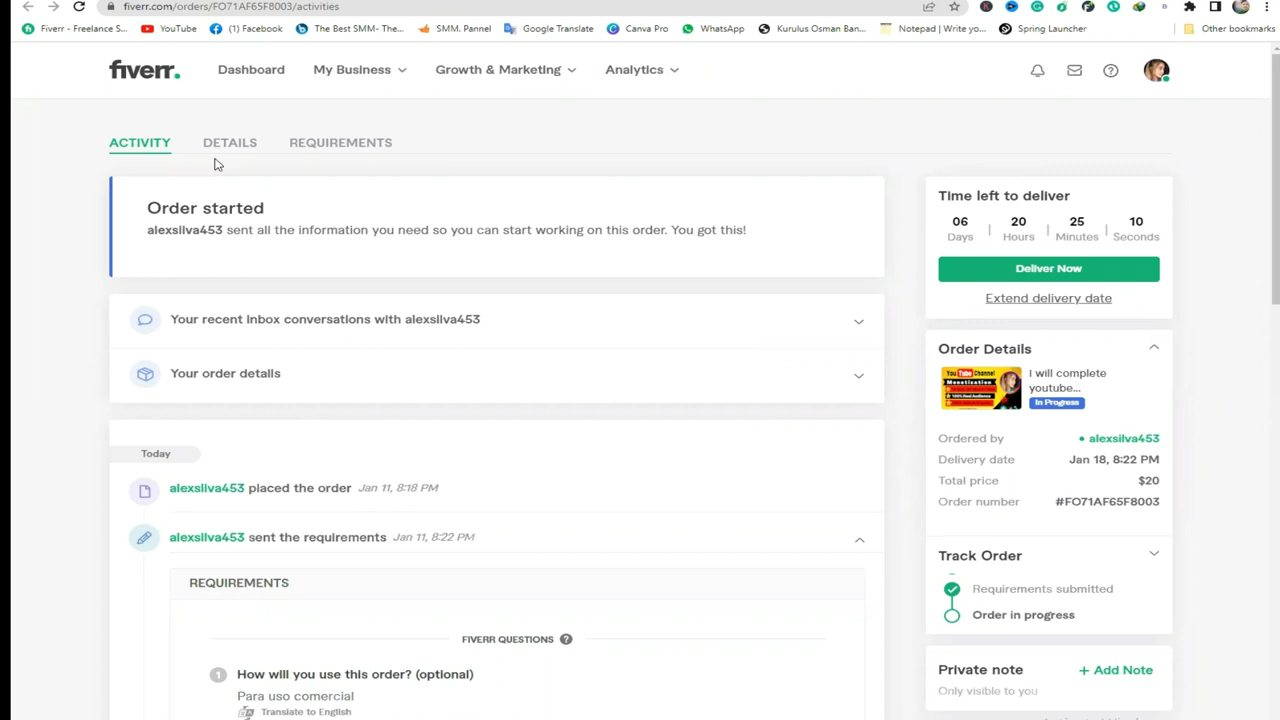 fiverr.com/orders/FO71AF65F8003/activities
Fiverr - Freelance S...
YouTube
(1) Facebook
The Best SMM- The...
SMM. Pannel
Google Translate
Canva Pro
WhatsApp
Kurulus Osman Ban...
Notepad | Write yo...
Spring Launcher
Other bookmarks
fiverr.
Dashboard
My Business
Growth & Marketing
Analytics
ACTIVITY
DETAILS
REQUIREMENTS
Order started
alexsilva453 sent all the information you need so you can start working on this order. You got this!
Your recent inbox conversations with alexsilva453
Your order details
Today
alexsilva453 placed the order Jan 11, 8:18 PM
alexsilva453 sent the requirements Jan 11, 8:22 PM
REQUIREMENTS
FIVERR QUESTIONS ?
1 How will you use this order? (optional)
Para uso comercial
Translate to English
Time left to deliver
06 20 25 10
Days Hours Minutes Seconds
Deliver Now
Extend delivery date
Order Details
You Tube Channel
Monetization
I will complete
youtube...
In Progress
Ordered by alexsilva453
Delivery date Jan 18, 8:22 PM
Total price $20
Order number #FO71AF65F8003
Track Order
Requirements submitted
Order in progress
Private note + Add Note
Only visible to you